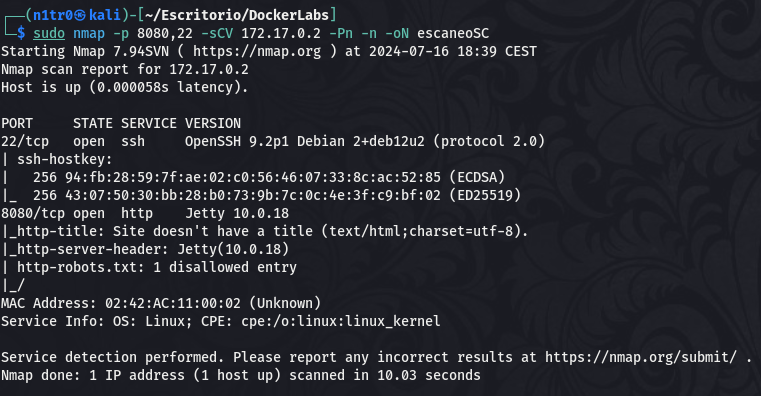 ┌──(n1tr0㉿kali)-[~/Escritorio/DockerLabs]
└─$ sudo nmap -p 8080,22 -sCV 172.17.0.2 -Pn -n -oN escaneoSC
Starting Nmap 7.94SVN ( https://nmap.org ) at 2024-07-16 18:39 CEST
Nmap scan report for 172.17.0.2
Host is up (0.000058s latency).

PORT     STATE SERVICE VERSION
22/tcp   open  ssh     OpenSSH 9.2p1 Debian 2+deb12u2 (protocol 2.0)
| ssh-hostkey:
|   256 94:fb:28:59:7f:ae:02:c0:56:46:07:33:8c:ac:52:85 (ECDSA)
|_  256 43:07:50:30:bb:28:b0:73:9b:7c:0c:4e:3f:c9:bf:02 (ED25519)
8080/tcp open  http    Jetty 10.0.18
|_http-title: Site doesn't have a title (text/html;charset=utf-8).
|_http-server-header: Jetty(10.0.18)
| http-robots.txt: 1 disallowed entry
|_/
MAC Address: 02:42:AC:11:00:02 (Unknown)
Service Info: OS: Linux; CPE: cpe:/o:linux:linux_kernel

Service detection performed. Please report any incorrect results at https://nmap.org/submit/ .
Nmap done: 1 IP address (1 host up) scanned in 10.03 seconds